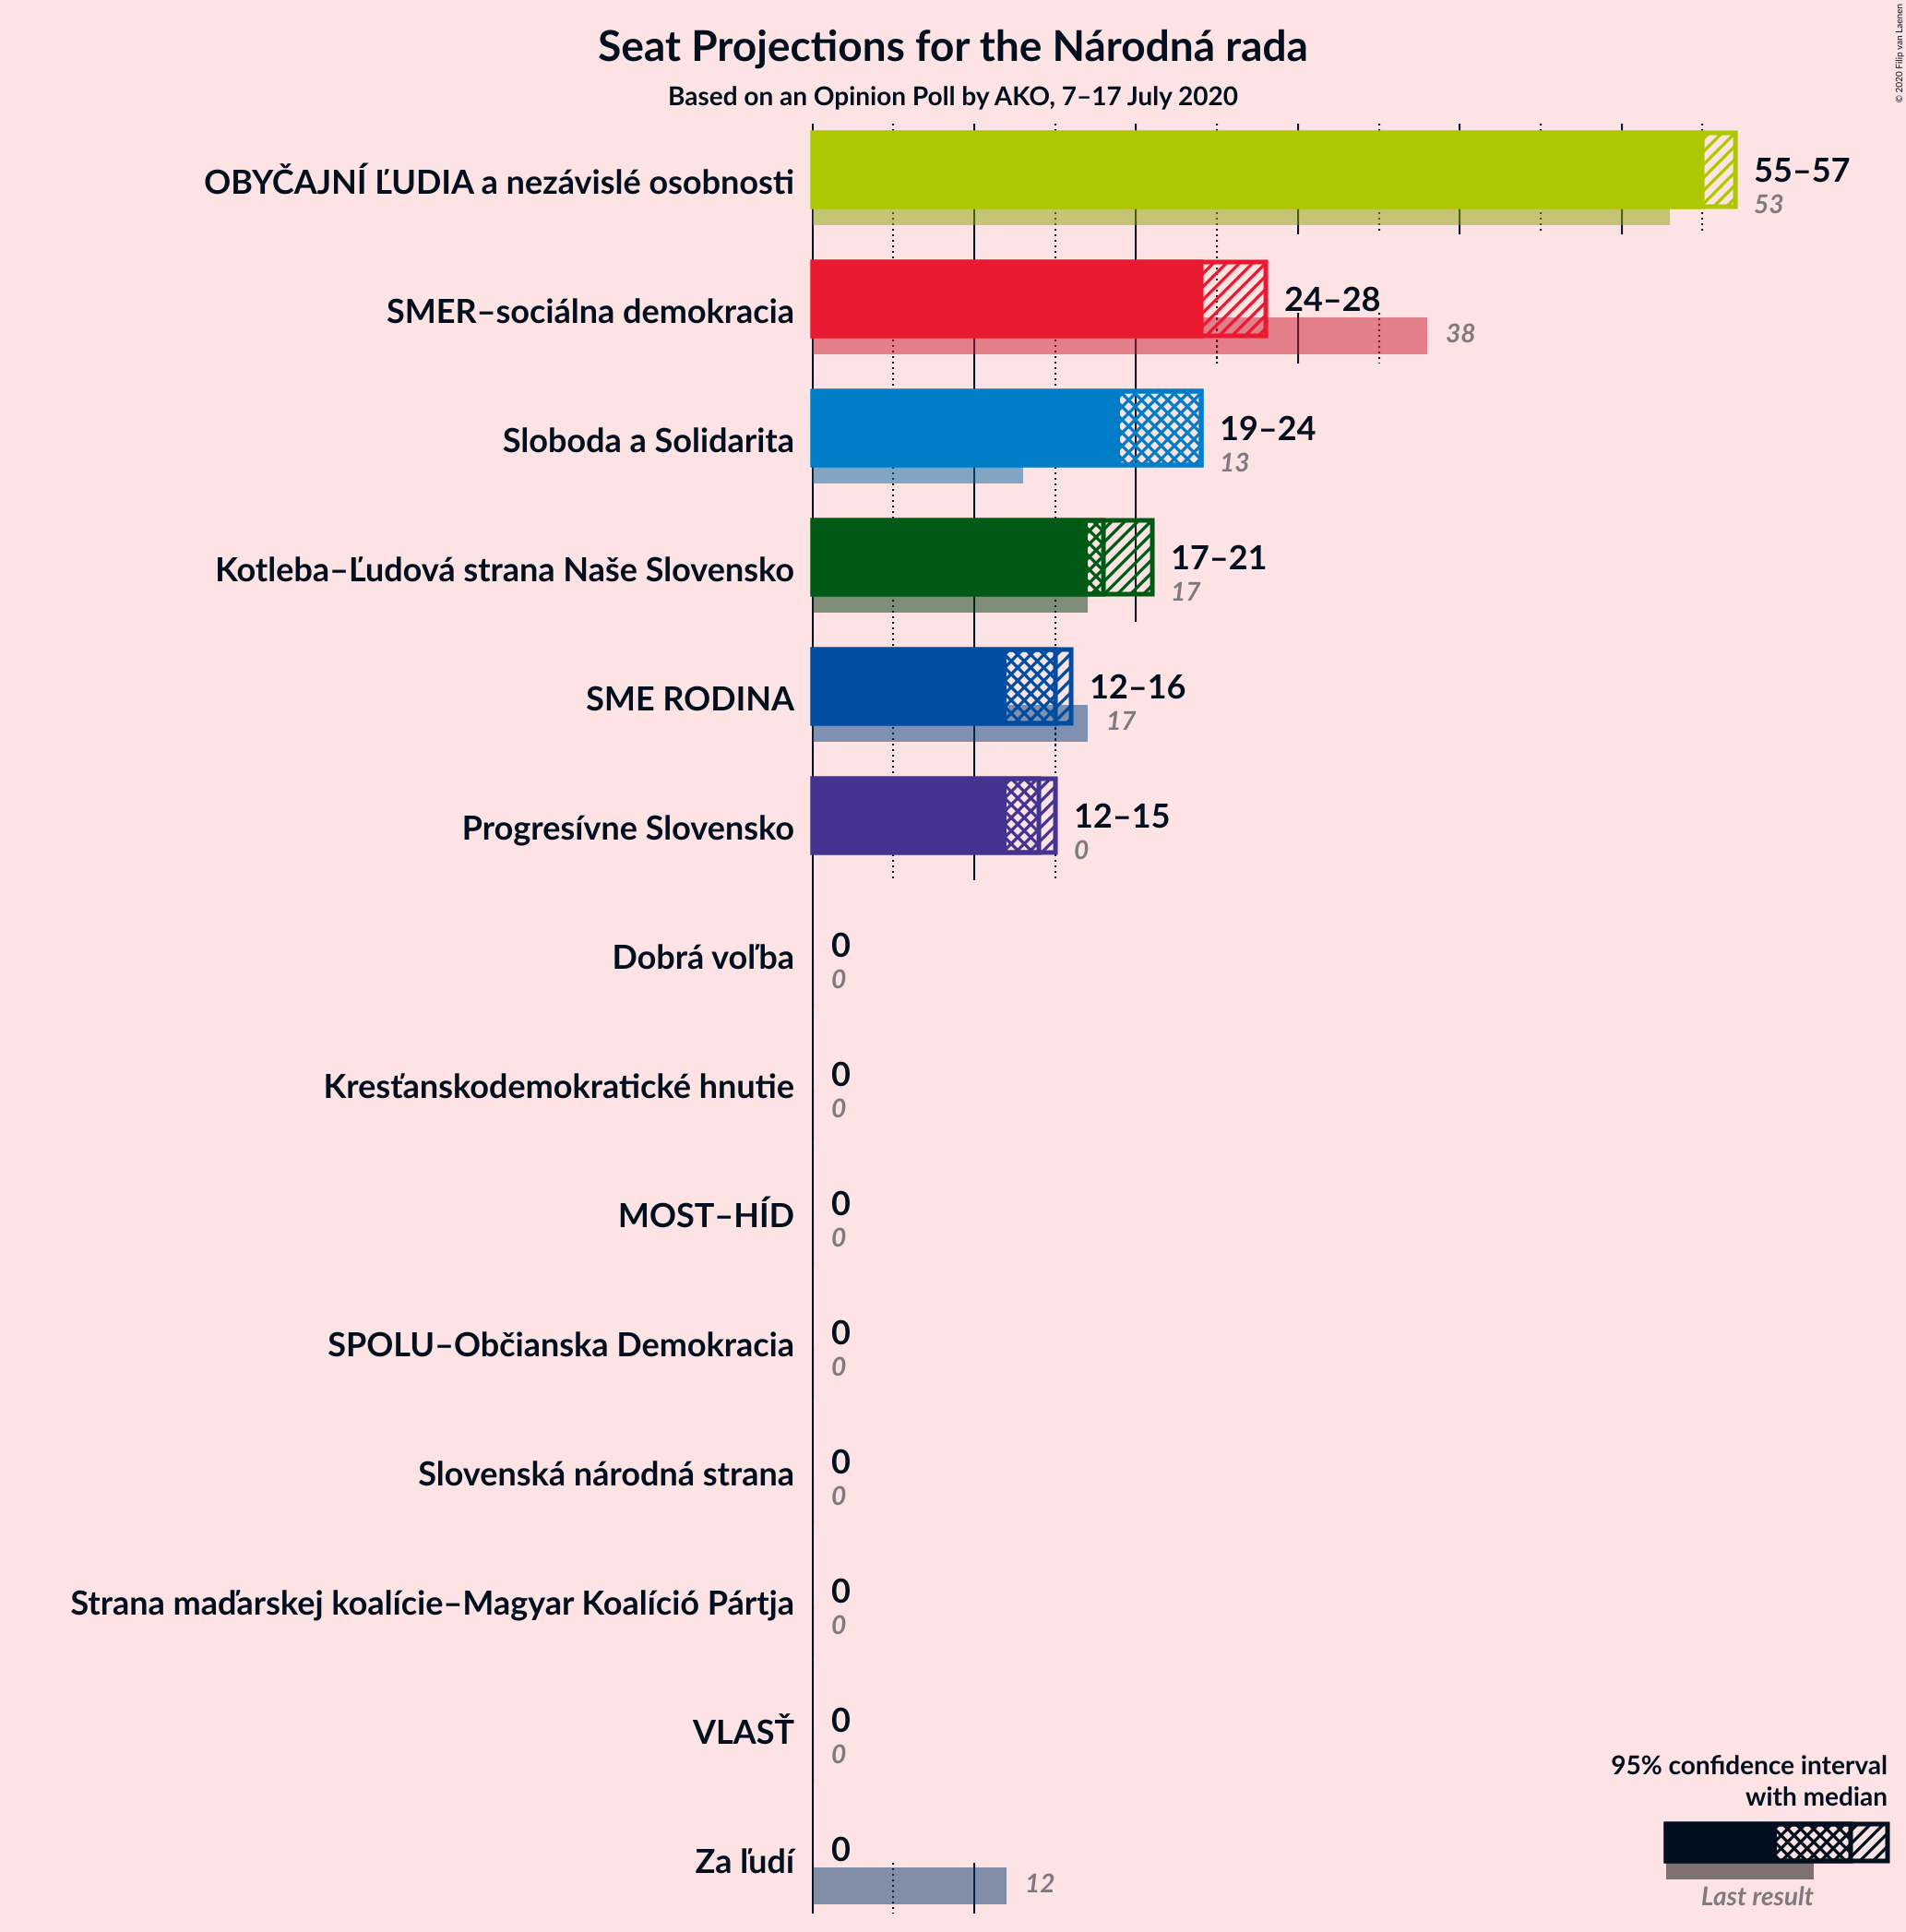 Seat Projections for the Národná rada
Based on an Opinion Poll by AKO, 7–17 July 2020
© 2020 Filip van Laenen
OBYČAJNÍ ĽUDIA a nezávislé osobnosti
55–57
53
SMER–sociálna demokracia
24–28
38
Sloboda a Solidarita
19–24
13
Kotleba–Ľudová strana Naše Slovensko
17–21
17
SME RODINA
12–16
17
Progresívne Slovensko
12–15
0
Dobrá voľba
0
0
Kresťanskodemokratické hnutie
0
0
MOST–HÍD
0
0
SPOLU–Občianska Demokracia
0
0
Slovenská národná strana
0
0
Strana maďarskej koalície–Magyar Koalíció Pártja
0
0
VLASŤ
0
0
Za ľudí
0
12
95% confidence interval
with median
Last result